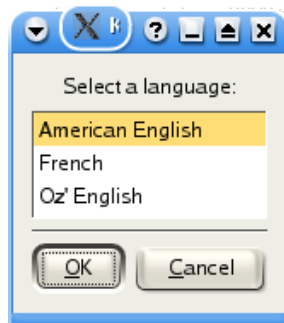 K
?
Select a language:
American English
French
Oz' English
OK
Cancel